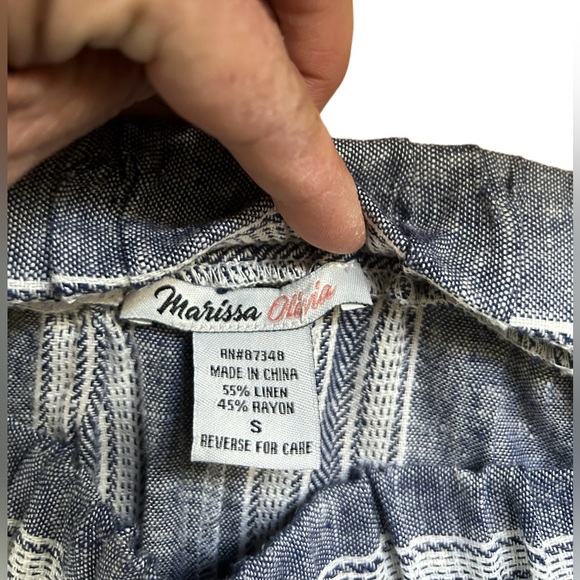 Marissa Olivia
RN#87348
MADE IN CHINA
55% LINEN
45% RAYON
S
REVERSE FOR CARE